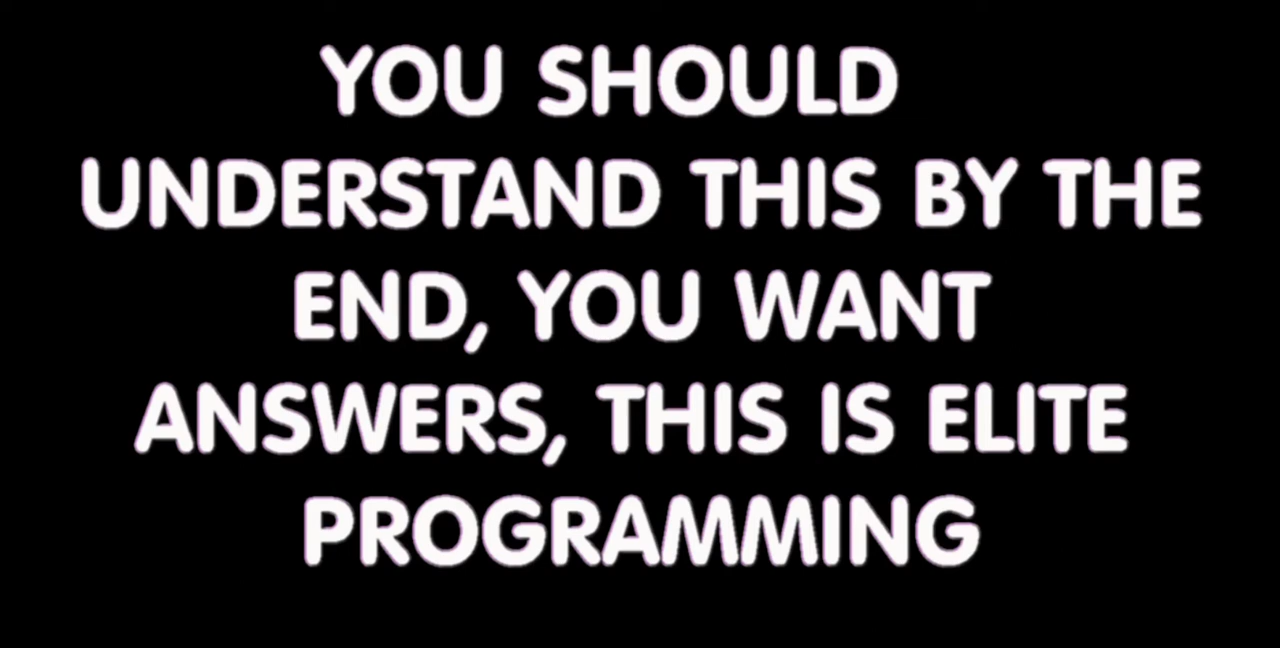 YOU SHOULD
UNDERSTAND THIS BY THE
END, YOU WANT
ANSWERS, THIS IS ELITE
PROGRAMMING